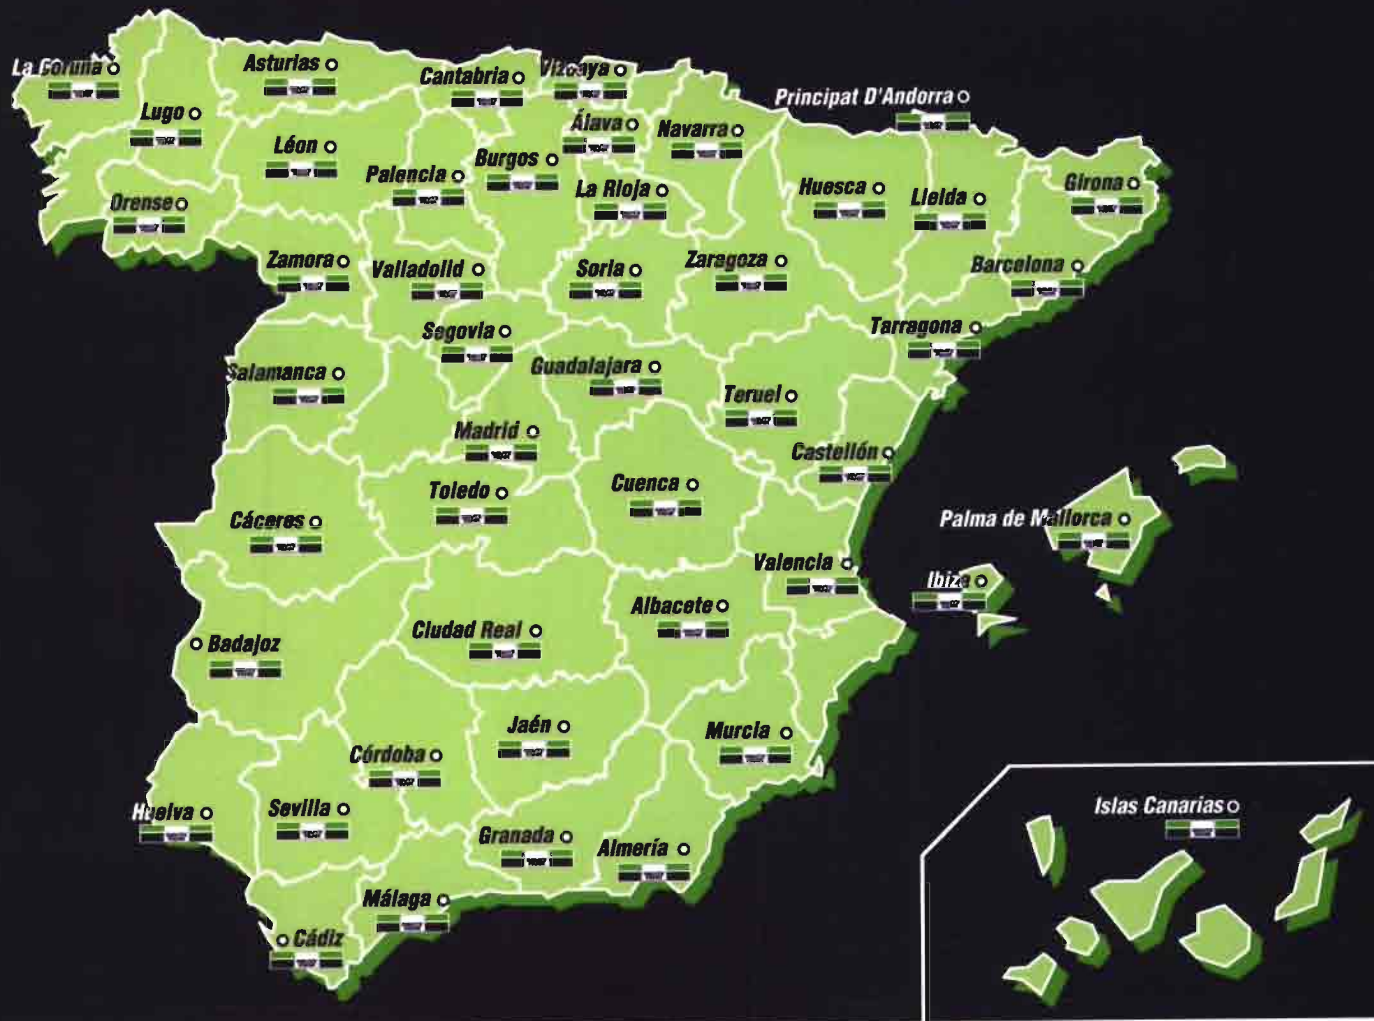 La Coruña
Asturias
Cantabria
Vizcaya
Principat D'Andorra
Lugo
Álava
Navarra
Léon
Burgos
Palencia
La Rioja
Huesca
Lleida
Girona
Orense
Zamora
Valladolid
Soria
Zaragoza
Barcelona
Segovia
Tarragona
Salamanca
Guadalajara
Teruel
Madrid
Castellón
Toledo
Cuenca
Cáceres
Palma de Mallorca
Valencia
Ibiza
Albacete
Ciudad Real
Badajoz
Jaén
Murcia
Córdoba
Huelva
Sevilla
Islas Canarias
Granada
Almería
Málaga
Cádiz